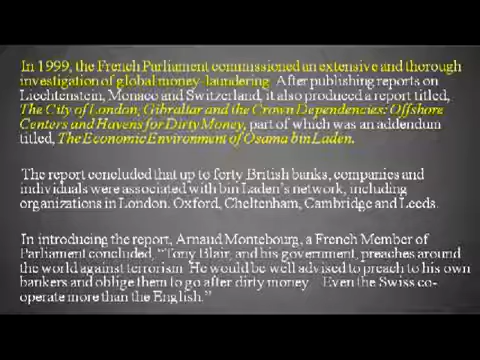 In 1999, the French Parliament commissioned an extensive and thorough
investigation of global money-laundering. After publishing reports on
Liechtenstein, Monaco and Switzerland, it also produced a report titled,
The City of London, Gibraltar and the Crown Dependencies: Offshore
Centers and Havens for Dirty Money, part of which was an addendum
titled, The Economic Environment of Osama bin Laden.
The report concluded that up to forty British banks, companies and
individuals were associated with bin Laden's network, including
organizations in London, Oxford, Cheltenham, Cambridge and Leeds.
In introducing the report, Arnaud Montebourg, a French Member of
Parliament concluded, "Tony Blair, and his government, preaches around
the world against terrorism. He would be well advised to preach to his own
bankers and oblige them to go after dirty money... Even the Swiss co-
operate more than the English."